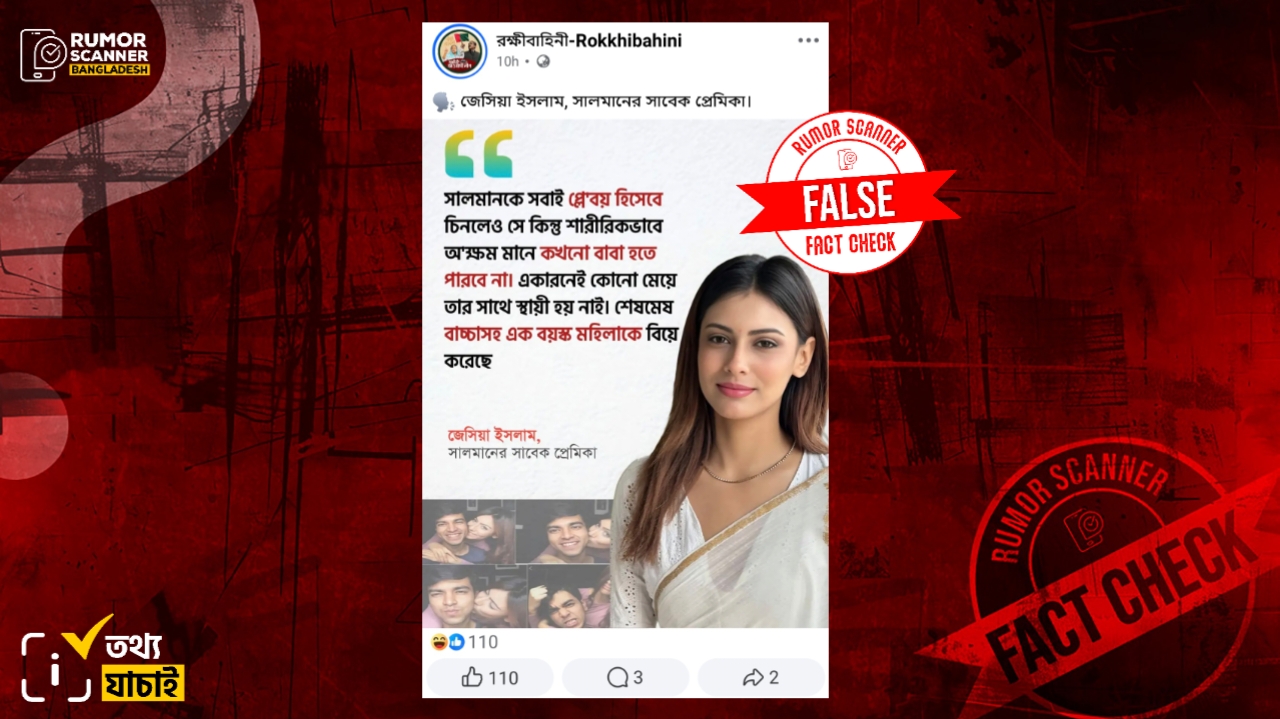 RUMOR
SCANNER
BANGLADESH
রক্ষীবাহিনী-Rokkhibahini
10h
জেসিয়া ইসলাম, সালমানের সাবেক প্রেমিকা।
সালমানকে সবাই প্লে'বয় হিসেবে
চিনলেও সে কিন্তু শারীরিকভাবে
অ'ক্ষম মানে কখনো বাবা হতে
পারবে না। একারনেই কোনো মেয়ে
তার সাথে স্থায়ী হয় নাই। শেষমেষ
বাচ্চাসহ এক বয়স্ক মহিলাকে বিয়ে
করেছে
জেসিয়া ইসলাম,
সালমানের সাবেক প্রেমিকা
110
110
3
2
RUMOR SCANNER
FALSE
FACT CHECK
RUMOR SCANNER
FACT CHECK
তথ্য
যাচাই